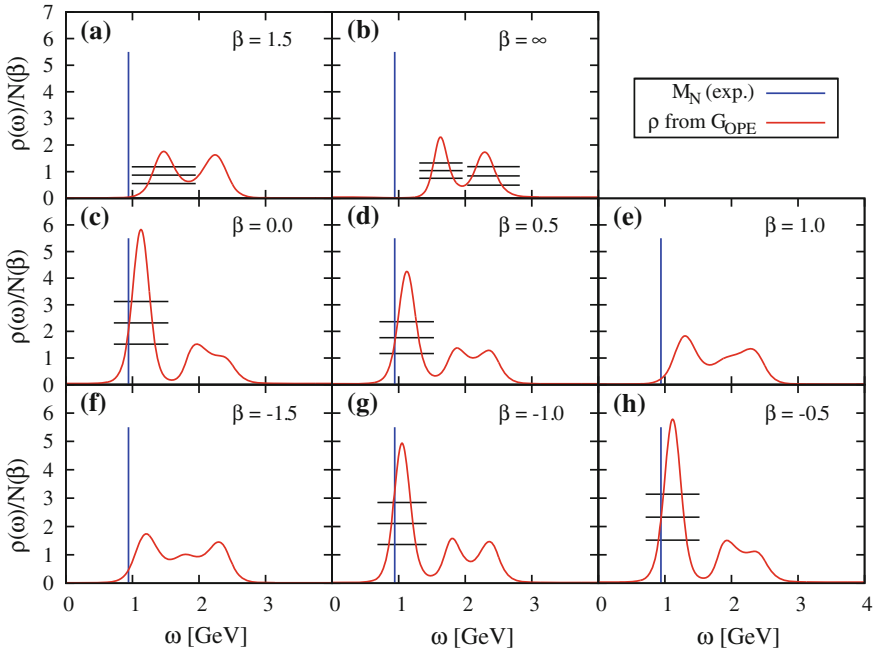 (a) β = 1.5
(b) β = ∞
M_N (exp.)
ρ from G_OPE
ρ(ω)/N(β)
7
6
5
4
3
2
1
0
(c) β = 0.0
(d) β = 0.5
(e) β = 1.0
ρ(ω)/N(β)
6
5
4
3
2
1
0
(f) β = -1.5
(g) β = -1.0
(h) β = -0.5
ρ(ω)/N(β)
6
5
4
3
2
1
0
0 1 2 3 0 1 2 3 0 1 2 3 4
ω [GeV] ω [GeV] ω [GeV]